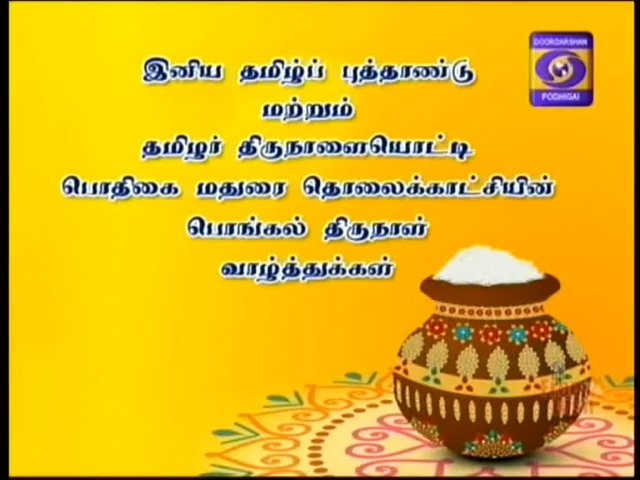 இனிய தமிழ்ப் புத்தாண்டு
மற்றும்
தமிழர் திருநாளையொட்டி
பொதிகை மதுரை தொலைக்காட்சியின்
பொங்கல் திருநாள்
வாழ்த்துக்கள்
DOORDARSHAN
PODHIGAI